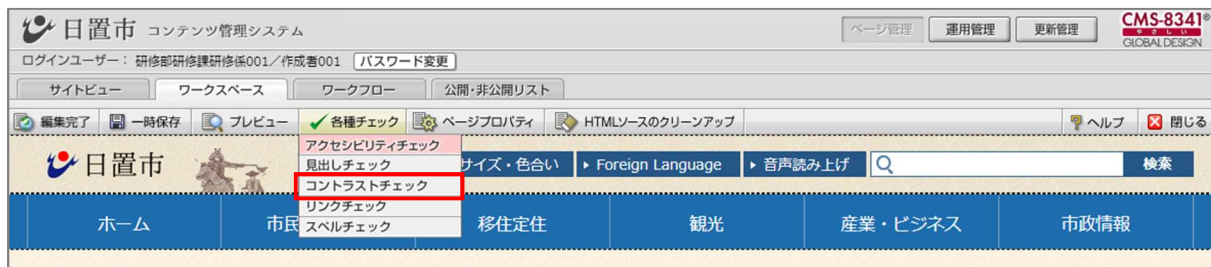 日置市 コンテンツ管理システム
ページ管理 運用管理 更新管理
CMS-8341®
やさしい
GLOBAL DESIGN
ログインユーザー： 研修部研修課研修係001／作成者001 パスワード変更
サイトビュー ワークスペース ワークフロー 公開・非公開リスト
編集完了 一時保存 プレビュー 各種チェック ページプロパティ HTMLソースのクリーンアップ ヘルプ 閉じる
アクセシビリティチェック
見出しチェック
コントラストチェック
リンクチェック
スペルチェック
日置市 サイズ・色合い Foreign Language 音声読み上げ 検索
ホーム 市民 移住定住 観光 産業・ビジネス 市政情報